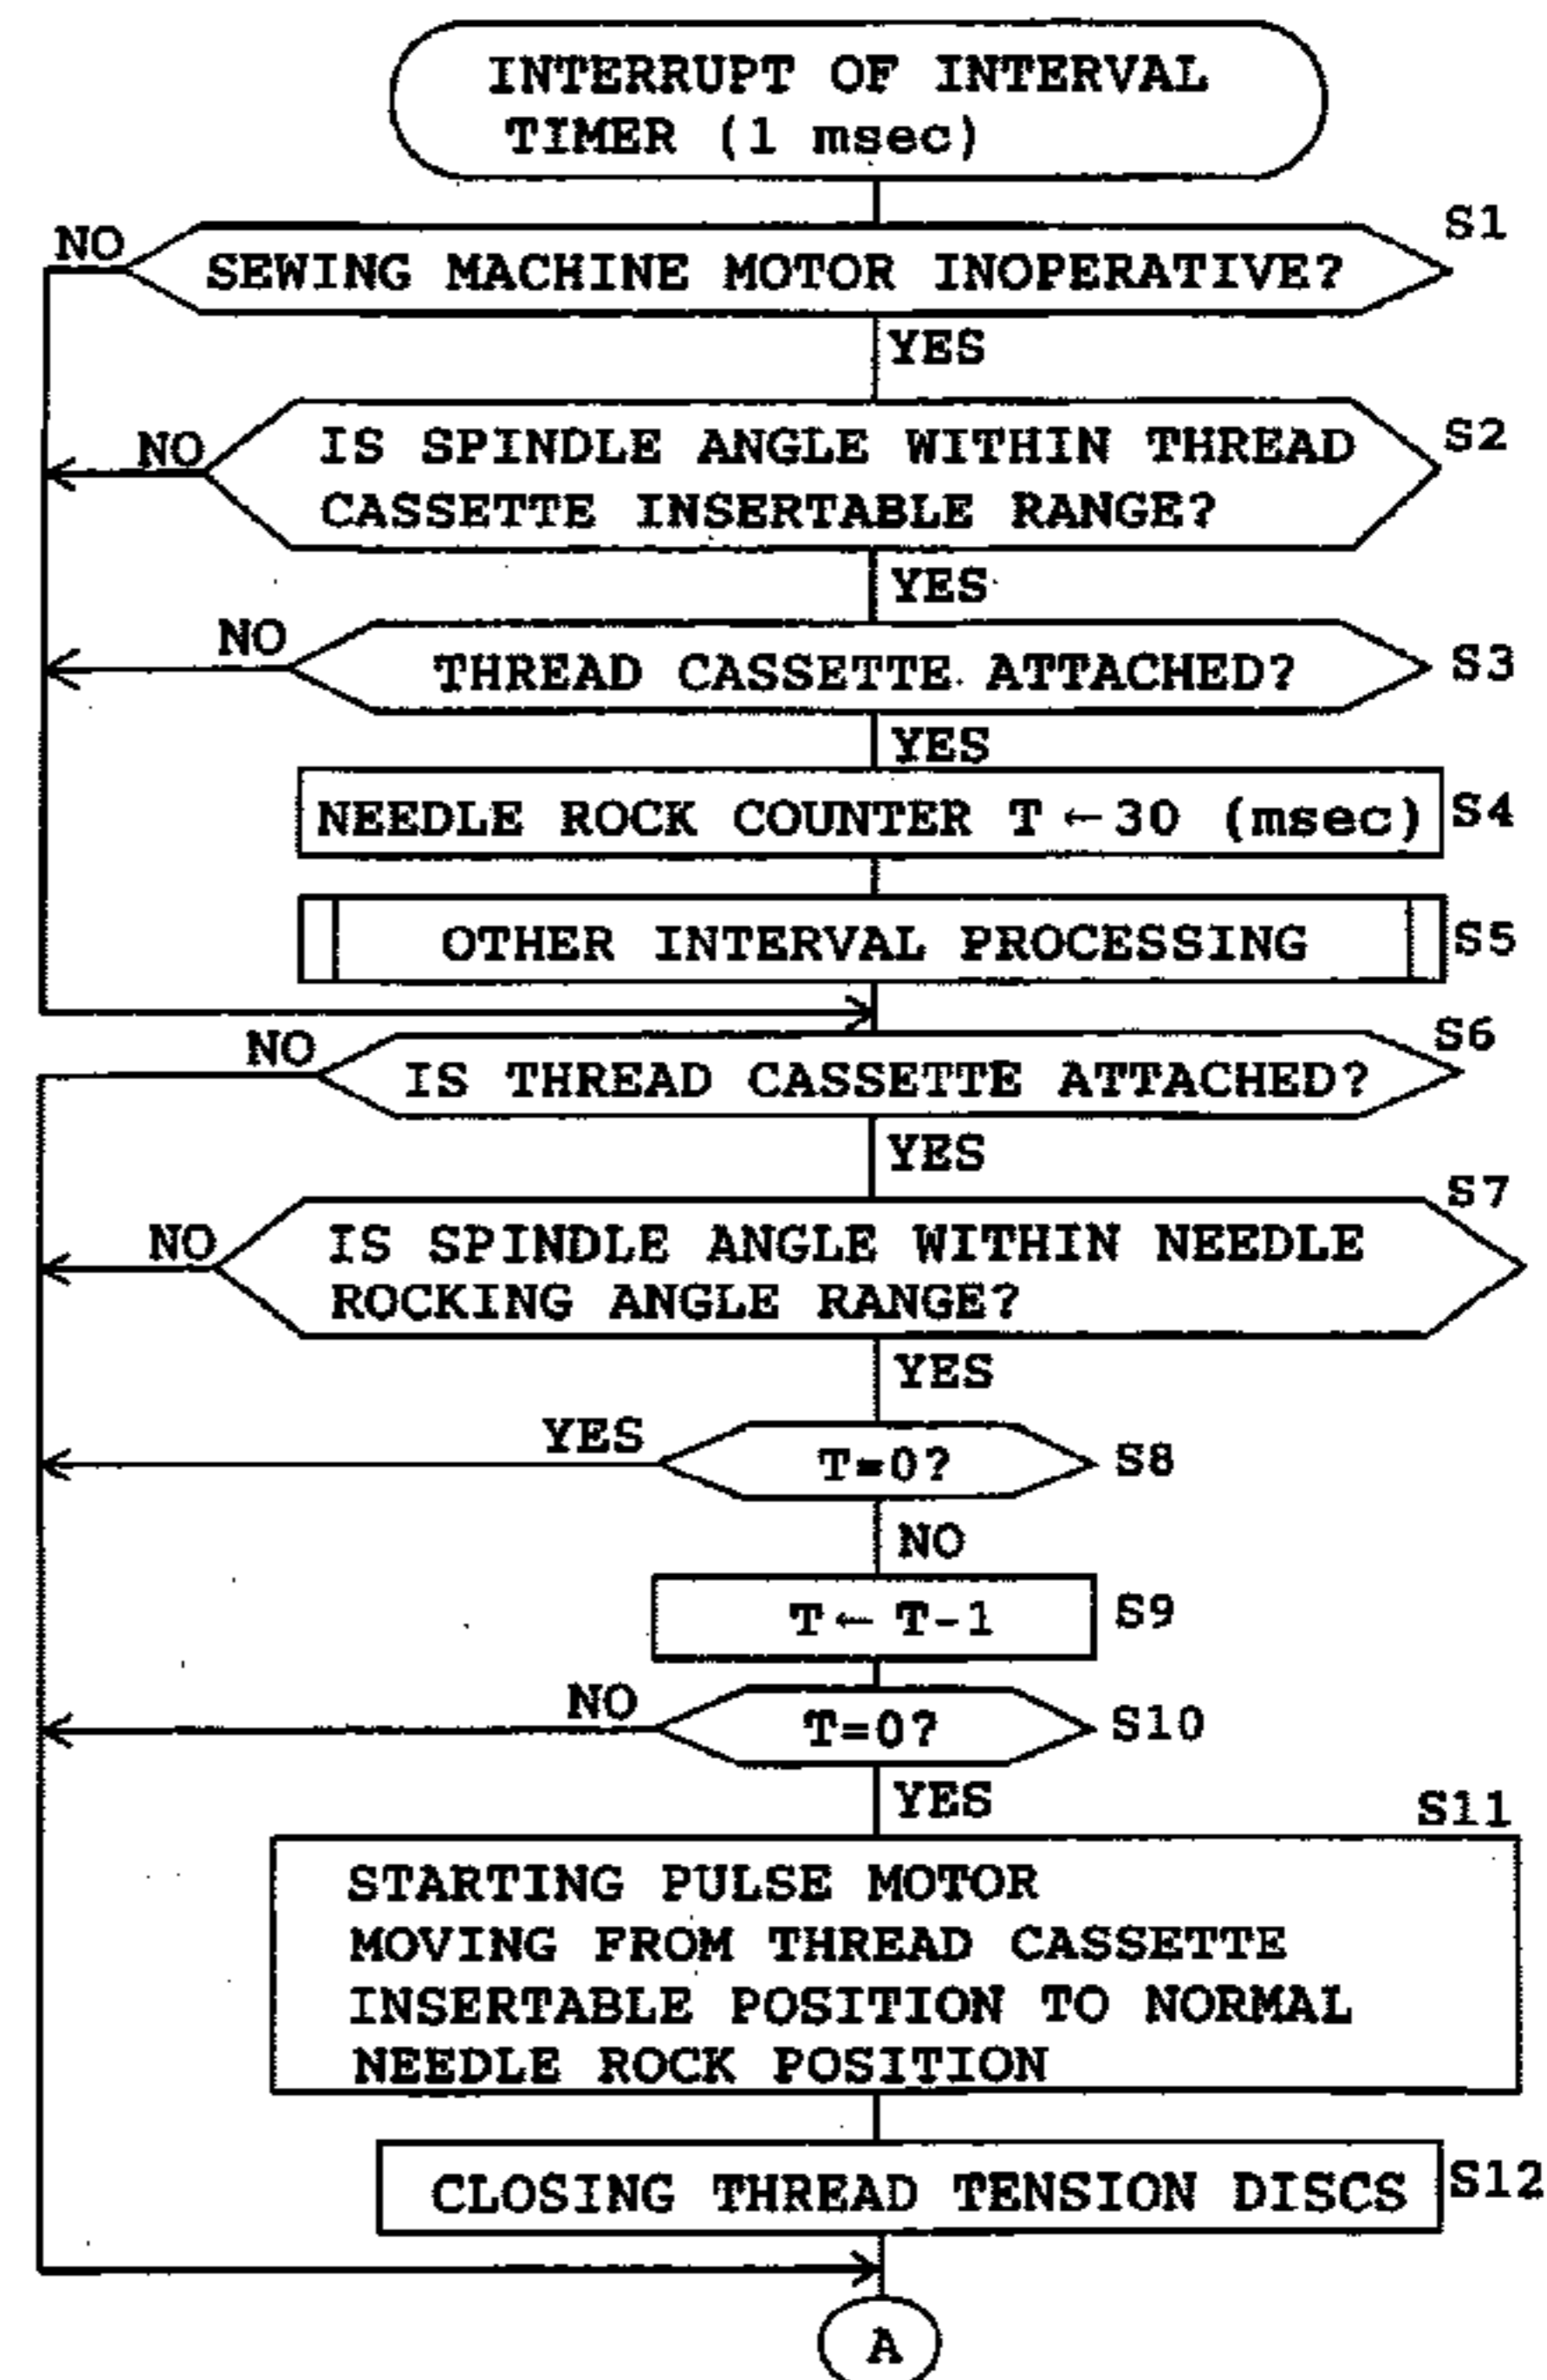 INTERRUPT OF INTERVAL
TIMER (1 msec)
S1
NO
SEWING MACHINE MOTOR INOPERATIVE?
YES
NO
IS SPINDLE ANGLE WITHIN THREAD
S2
CASSETTE INSERTABLE RANGE?
YES
NO
THREAD CASSETTE ATTACHED?
S3
YES
NEEDLE ROCK COUNTER T ← 30 (msec)
S4
OTHER INTERVAL PROCESSING
S5
NO
S6
IS THREAD CASSETTE ATTACHED?
YES
S7
NO
IS SPINDLE ANGLE WITHIN NEEDLE
ROCKING ANGLE RANGE?
YES
YES
T=0?
S8
NO
T ← T-1
S9
NO
T=0?
S10
YES
S11
STARTING PULSE MOTOR
MOVING FROM THREAD CASSETTE
INSERTABLE POSITION TO NORMAL
NEEDLE ROCK POSITION
CLOSING THREAD TENSION DISCS
S12
A